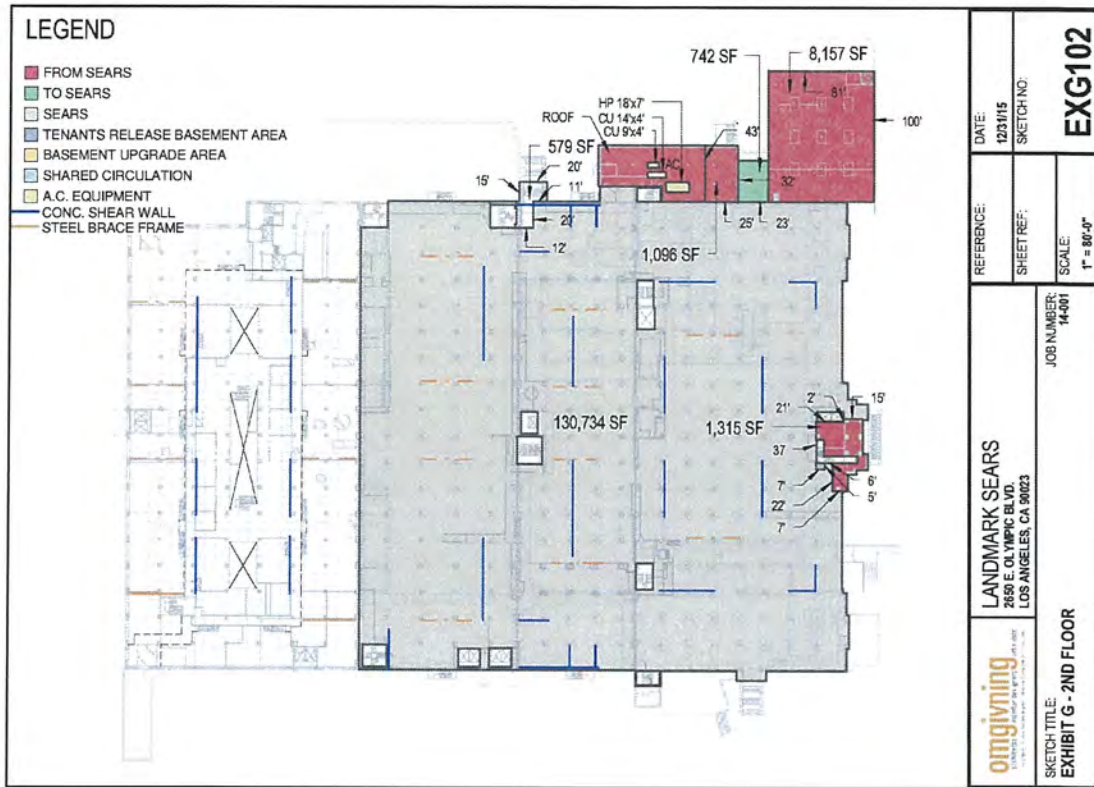 LEGEND
FROM SEARS
TO SEARS
SEARS
TENANTS RELEASE BASEMENT AREA
BASEMENT UPGRADE AREA
SHARED CIRCULATION
A.C. EQUIPMENT
CONC. SHEAR WALL
STEEL BRACE FRAME
742 SF
8,157 SF
81'
100'
HP 18'x7'
CU 14'x4'
CU 9'x4'
ROOF
AC
43'
579 SF
20'
15'
11'
20'
12'
32'
25'
23'
1,096 SF
130,734 SF
1,315 SF
21'
2'
15'
37
7'
22'
7'
6'
5'
DATE:
12/31/15
SKETCH NO:
EXG102
REFERENCE:
SHEET REF:
SCALE:
1" = 80'-0"
LANDMARK SEARS
2650 E. OLYMPIC BLVD.
LOS ANGELES, CA 90023
JOB NUMBER:
14-001
omgivning
SKETCH TITLE:
EXHIBIT G - 2ND FLOOR